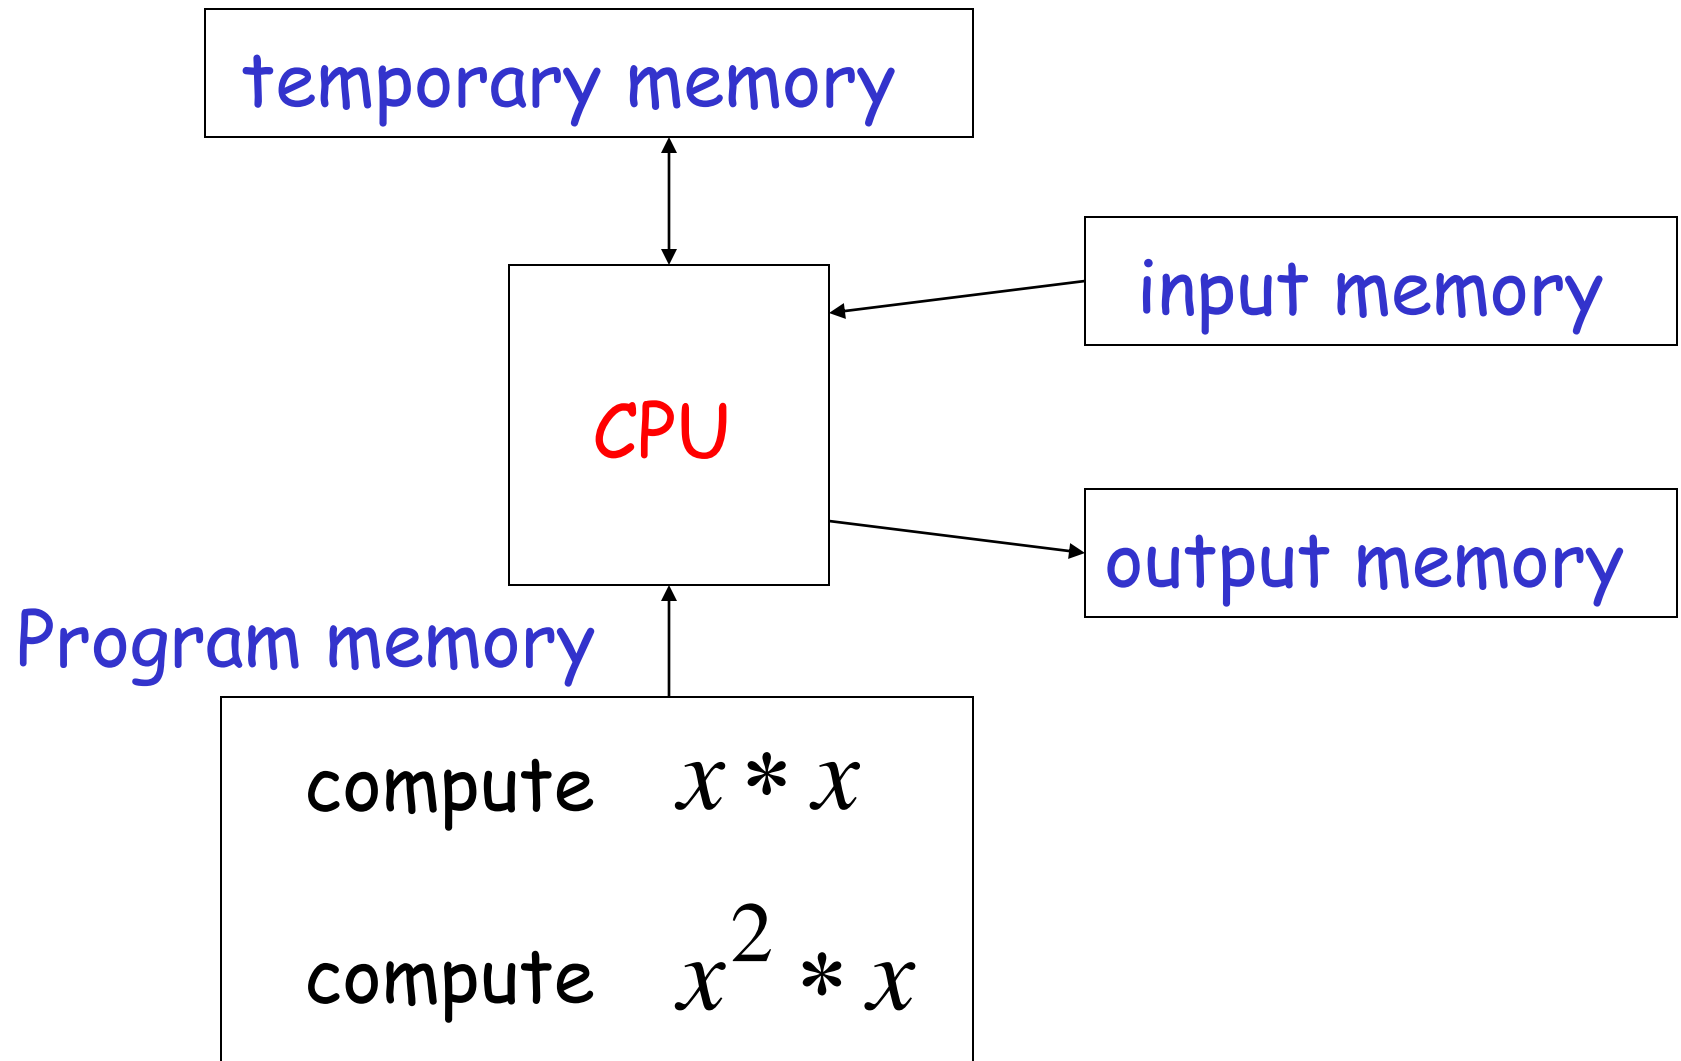 temporary memory
input memory
CPU
output memory
Program memory
compute x * x
compute x² * x